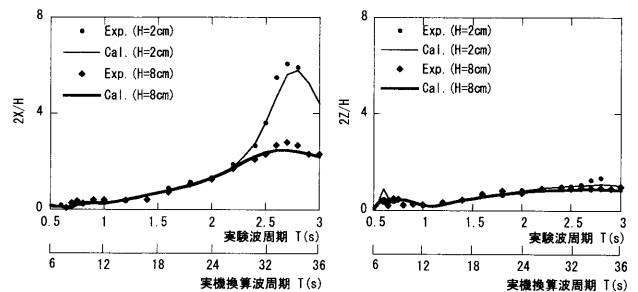 8
4
0
2X/H
Exp. (H=2cm)
Cal. (H=2cm)
Exp. (H=8cm)
Cal. (H=8cm)
0.5 1 1.5 2 2.5 3
実験波周期 T(s)
6 12 18 24 32 36
実機換算波周期 T(s)
8
4
0
2Z/H
Exp. (H=2cm)
Cal. (H=2cm)
Exp. (H=8cm)
Cal. (H=8cm)
0.5 1 1.5 2 2.5 3
実験波周期 T(s)
6 12 18 24 32 36
実機換算波周期 T(s)